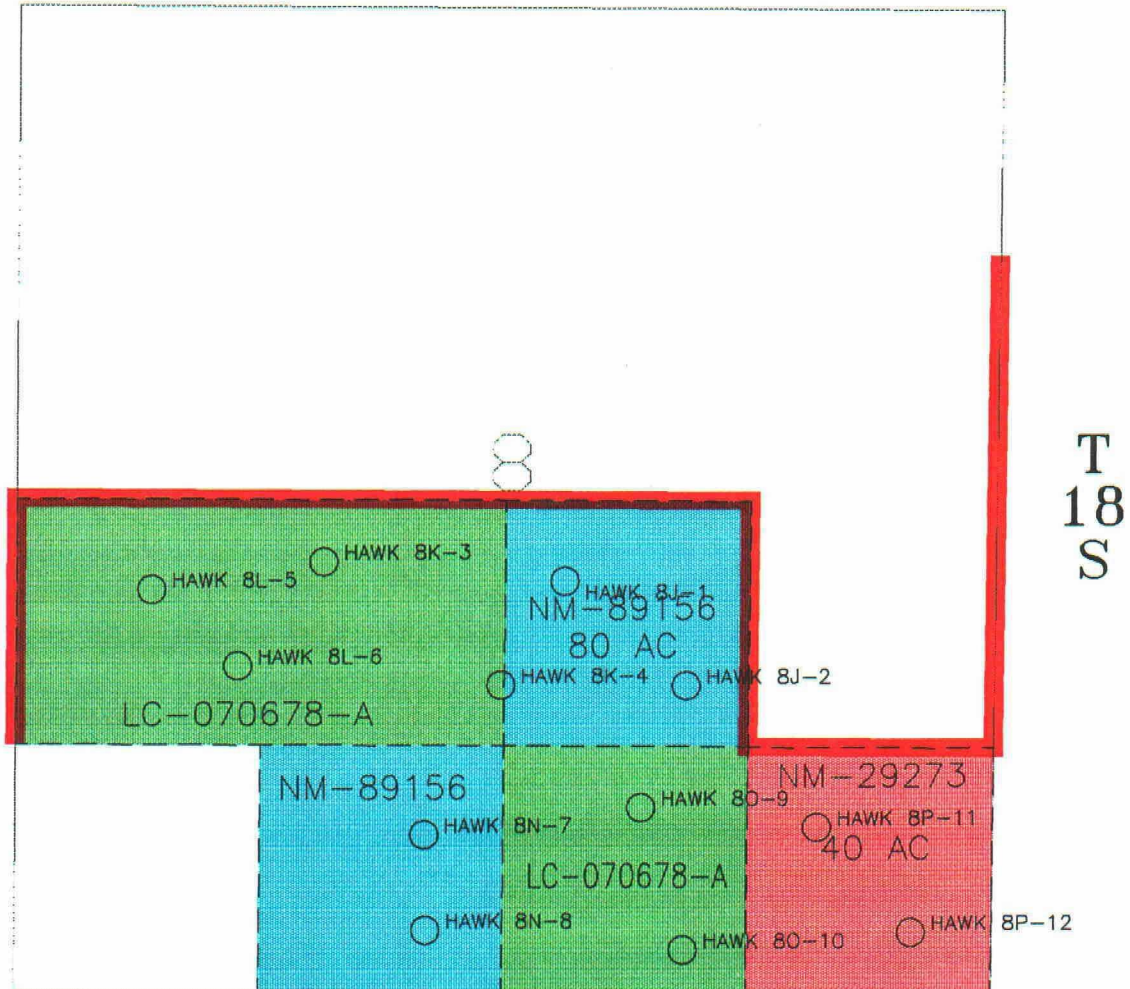 8
T
18
S
HAWK 8K-3
HAWK 8L-5
HAWK 8J-1
NM-89156
80 AC
HAWK 8L-6
HAWK 8K-4
HAWK 8J-2
LC-070678-A
NM-89156
NM-29273
HAWK 8O-9
HAWK 8P-11
40 AC
HAWK 8N-7
LC-070678-A
HAWK 8N-8
HAWK 8O-10
HAWK 8P-12